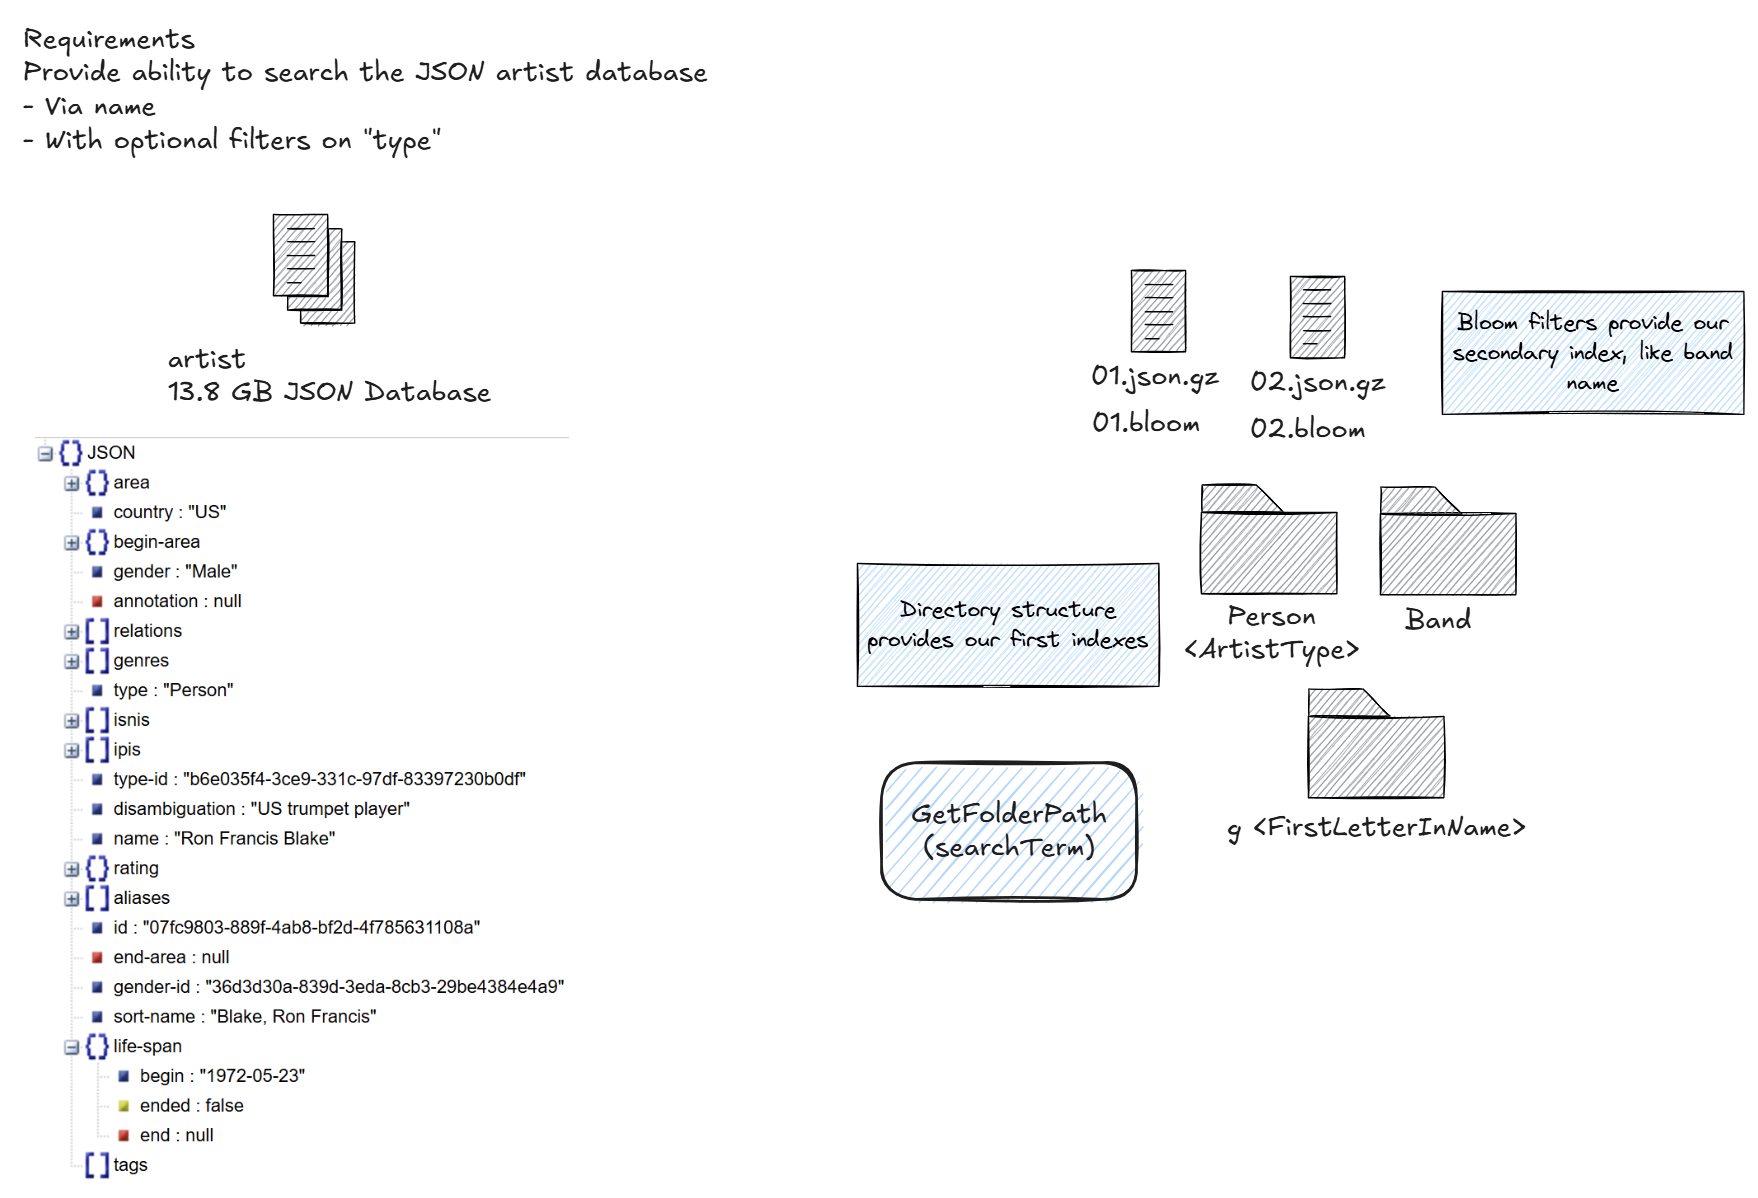 Requirements
Provide ability to search the JSON artist database
- Via name
- With optional filters on "type"
artist
13.8 GB JSON Database
JSON
area
country : "US"
begin-area
gender : "Male"
annotation : null
relations
genres
type : "Person"
isnis
ipis
type-id : "b6e035f4-3ce9-331c-97df-83397230b0df"
disambiguation : "US trumpet player"
name : "Ron Francis Blake"
rating
aliases
id : "07fc9803-889f-4ab8-bf2d-4f785631108a"
end-area : null
gender-id : "36d3d30a-839d-3eda-8cb3-29be4384e4a9"
sort-name : "Blake, Ron Francis"
life-span
begin : "1972-05-23"
ended : false
end : null
tags
01.json.gz
01.bloom
02.json.gz
02.bloom
Bloom filters provide our
secondary index, like band
name
Directory structure
provides our first indexes
Person
<ArtistType>
Band
g <FirstLetterInName>
GetFolderPath
(searchTerm)